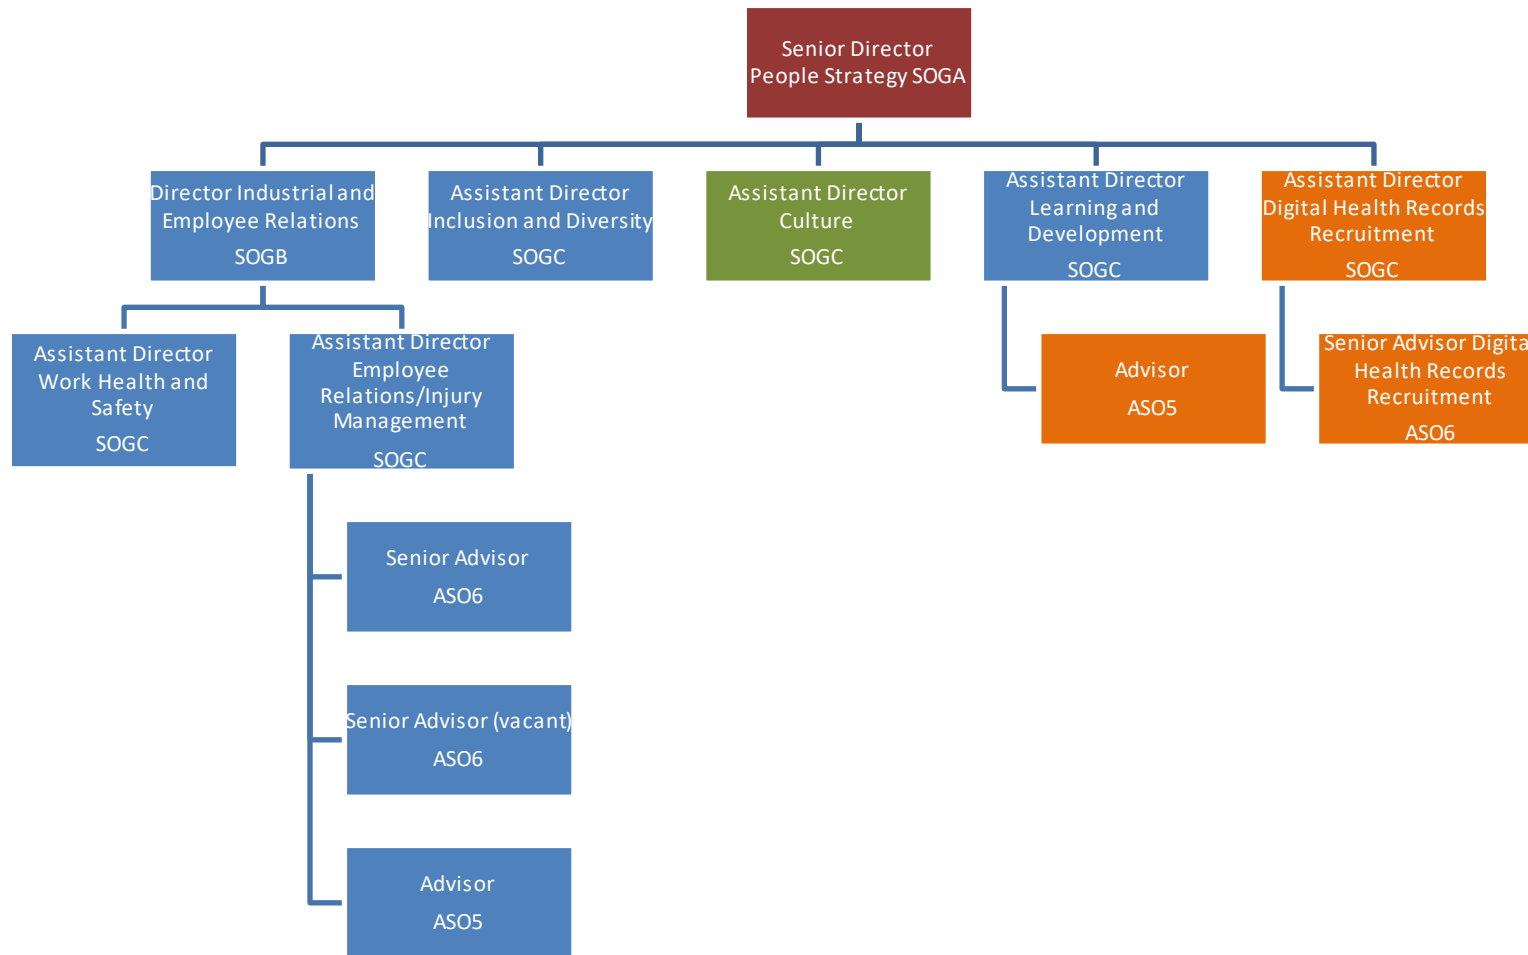 Senior Director
People Strategy SOGA
Director Industrial and
Employee Relations
SOGB
Assistant Director
Inclusion and Diversity
SOGC
Assistant Director
Culture
SOGC
Assistant Director
Learning and
Development
SOGC
Assistant Director
Digital Health Records
Recruitment
SOGC
Assistant Director
Work Health and
Safety
SOGC
Assistant Director
Employee
Relations/Injury
Management
SOGC
Advisor
ASO5
Senior Advisor Digital
Health Records
Recruitment
ASO6
Senior Advisor
ASO6
Senior Advisor (vacant)
ASO6
Advisor
ASO5